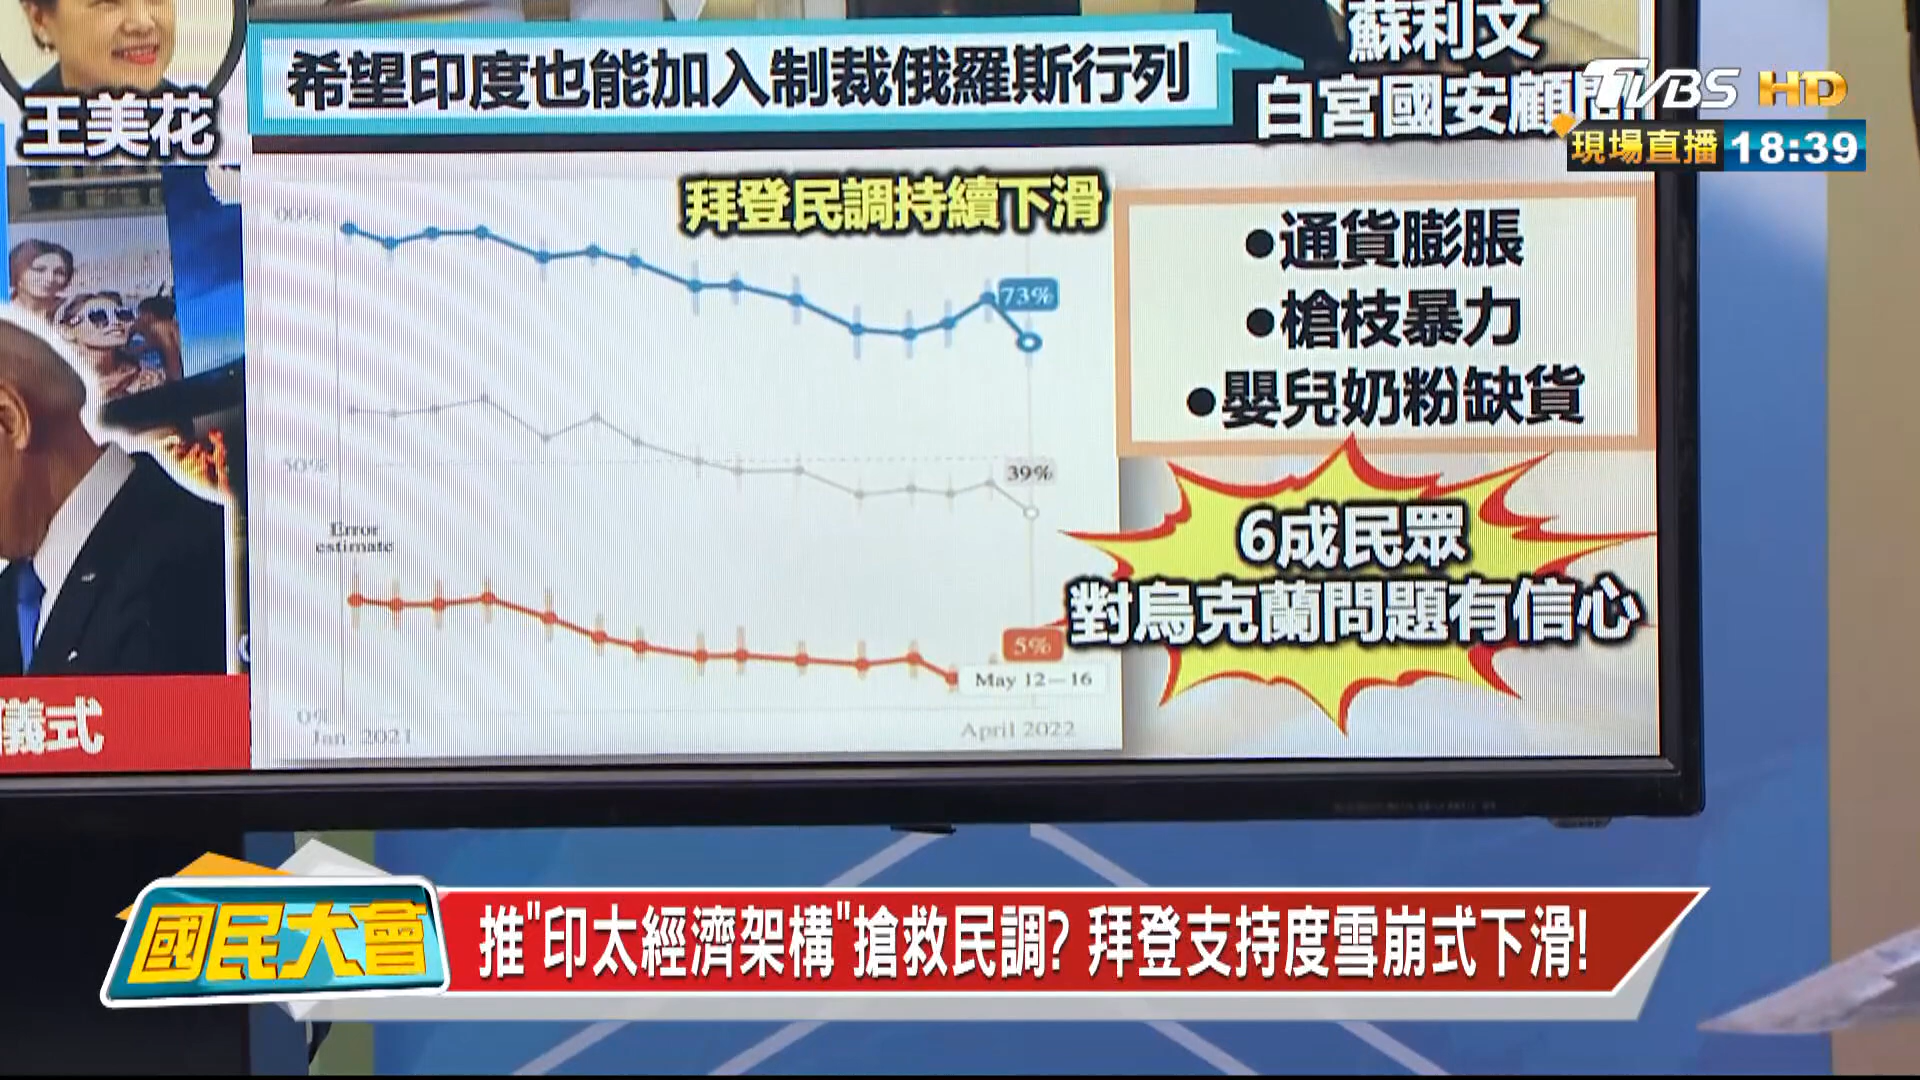 蘇利文
白宮國安顧問
TVBS HD
現場直播 18:39
希望印度也能加入制裁俄羅斯行列
王美花
拜登民調持續下滑
73%
50%
39%
Error
estimate
5%
May 12—16
0%
Jan. 2021
April 2022
●通貨膨脹
●槍枝暴力
●嬰兒奶粉缺貨
6成民眾
對烏克蘭問題有信心
儀式
國民大會
推"印太經濟架構"搶救民調? 拜登支持度雪崩式下滑!